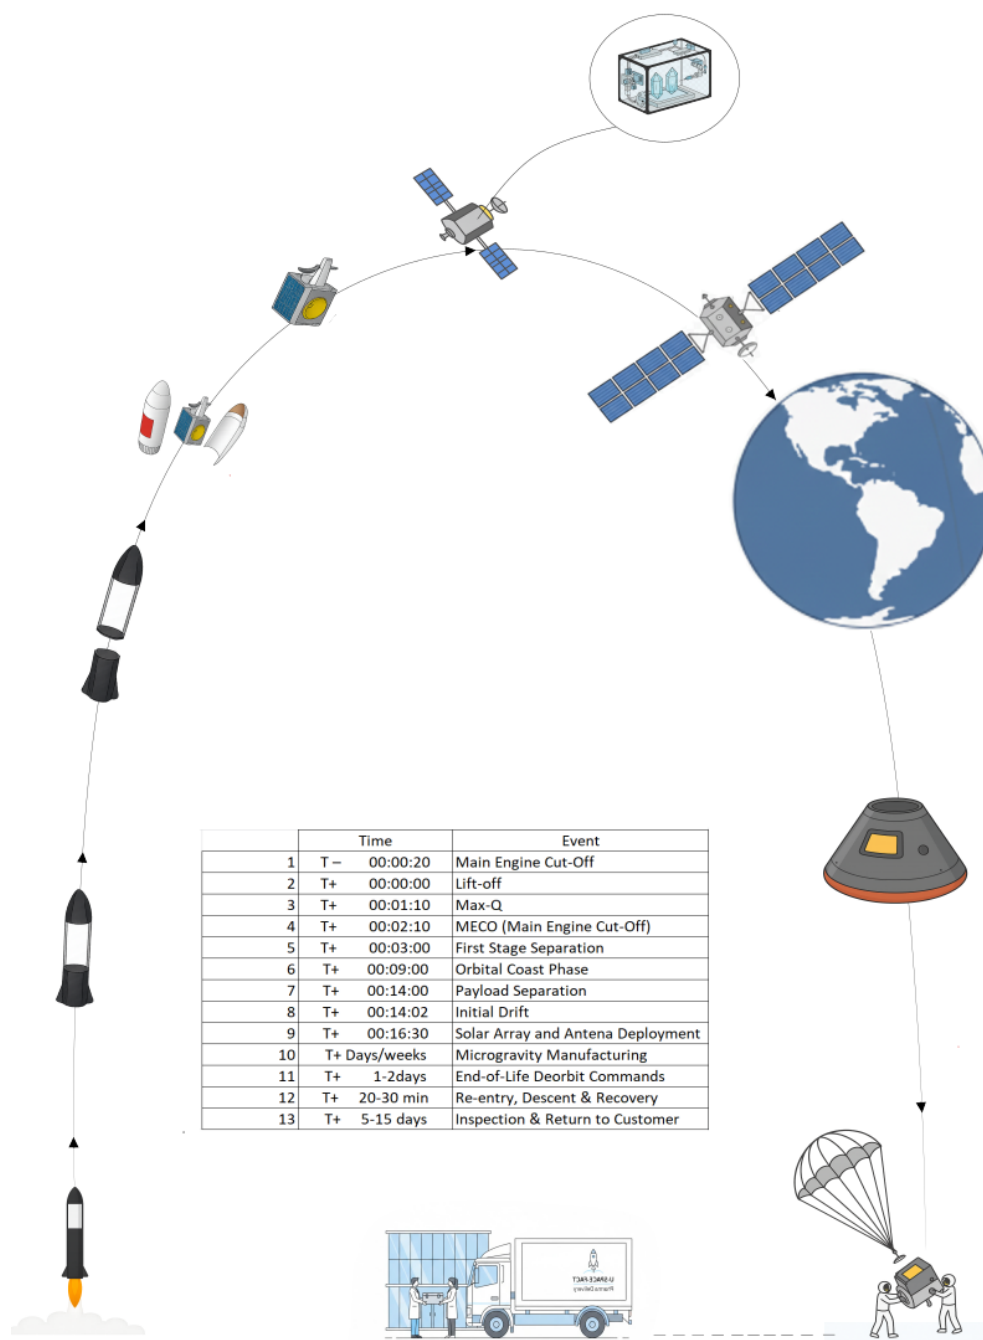 Time Event
1 T – 00:00:20 Main Engine Cut-Off
2 T+ 00:00:00 Lift-off
3 T+ 00:01:10 Max-Q
4 T+ 00:02:10 MECO (Main Engine Cut-Off)
5 T+ 00:03:00 First Stage Separation
6 T+ 00:09:00 Orbital Coast Phase
7 T+ 00:14:00 Payload Separation
8 T+ 00:14:02 Initial Drift
9 T+ 00:16:30 Solar Array and Antena Deployment
10 T+ Days/weeks Microgravity Manufacturing
11 T+ 1-2days End-of-Life Deorbit Commands
12 T+ 20-30 min Re-entry, Descent & Recovery
13 T+ 5-15 days Inspection & Return to Customer
U-SPACE.FACT
Pharma Delivery